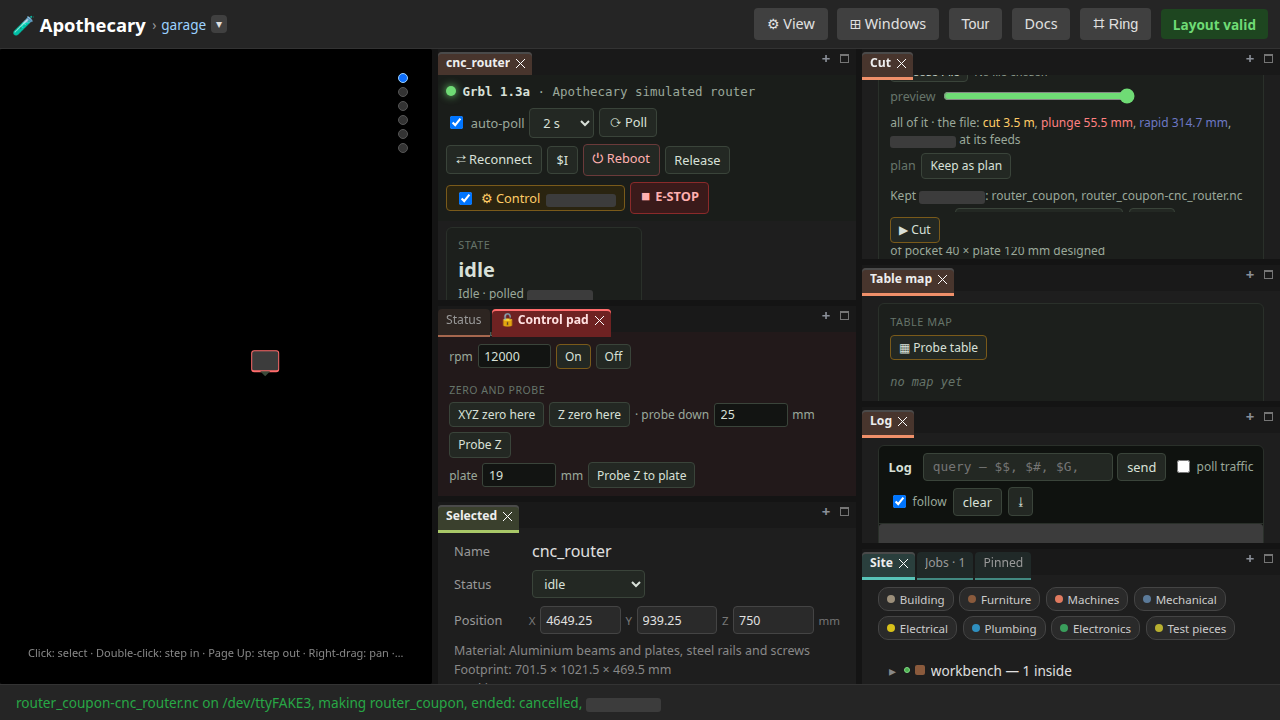 🧪 Apothecary › garage ▾
⚙ View
⊞ Windows
Tour
Docs
⌗ Ring
Layout valid
Click: select · Double-click: step in · Page Up: step out · Right-drag: pan ·…
cnc_router
Grbl 1.3a · Apothecary simulated router
auto-poll 2 s ⟳ Poll
⇄ Reconnect $I ⏻ Reboot Release
⚙ Control ■ E-STOP
STATE
idle
Idle · polled
Status 🔓 Control pad
rpm 12000 On Off
ZERO AND PROBE
XYZ zero here Z zero here · probe down 25 mm
Probe Z
plate 19 mm Probe Z to plate
Selected
Name cnc_router
Status idle
Position X 4649.25 Y 939.25 Z 750 mm
Material: Aluminium beams and plates, steel rails and screws
Footprint: 701.5 × 1021.5 × 469.5 mm
Cut
preview
all of it · the file: cut 3.5 m, plunge 55.5 mm, rapid 314.7 mm,
at its feeds
plan Keep as plan
Kept : router_coupon, router_coupon-cnc_router.nc
▶ Cut
of pocket 40 × plate 120 mm designed
Table map
TABLE MAP
▦ Probe table
no map yet
Log
Log query — $$, $#, $G, send poll traffic
follow clear ⭳
Site Jobs · 1 Pinned
Building Furniture Machines Mechanical
Electrical Plumbing Electronics Test pieces
▸ workbench — 1 inside
router_coupon-cnc_router.nc on /dev/ttyFAKE3, making router_coupon, ended: cancelled,